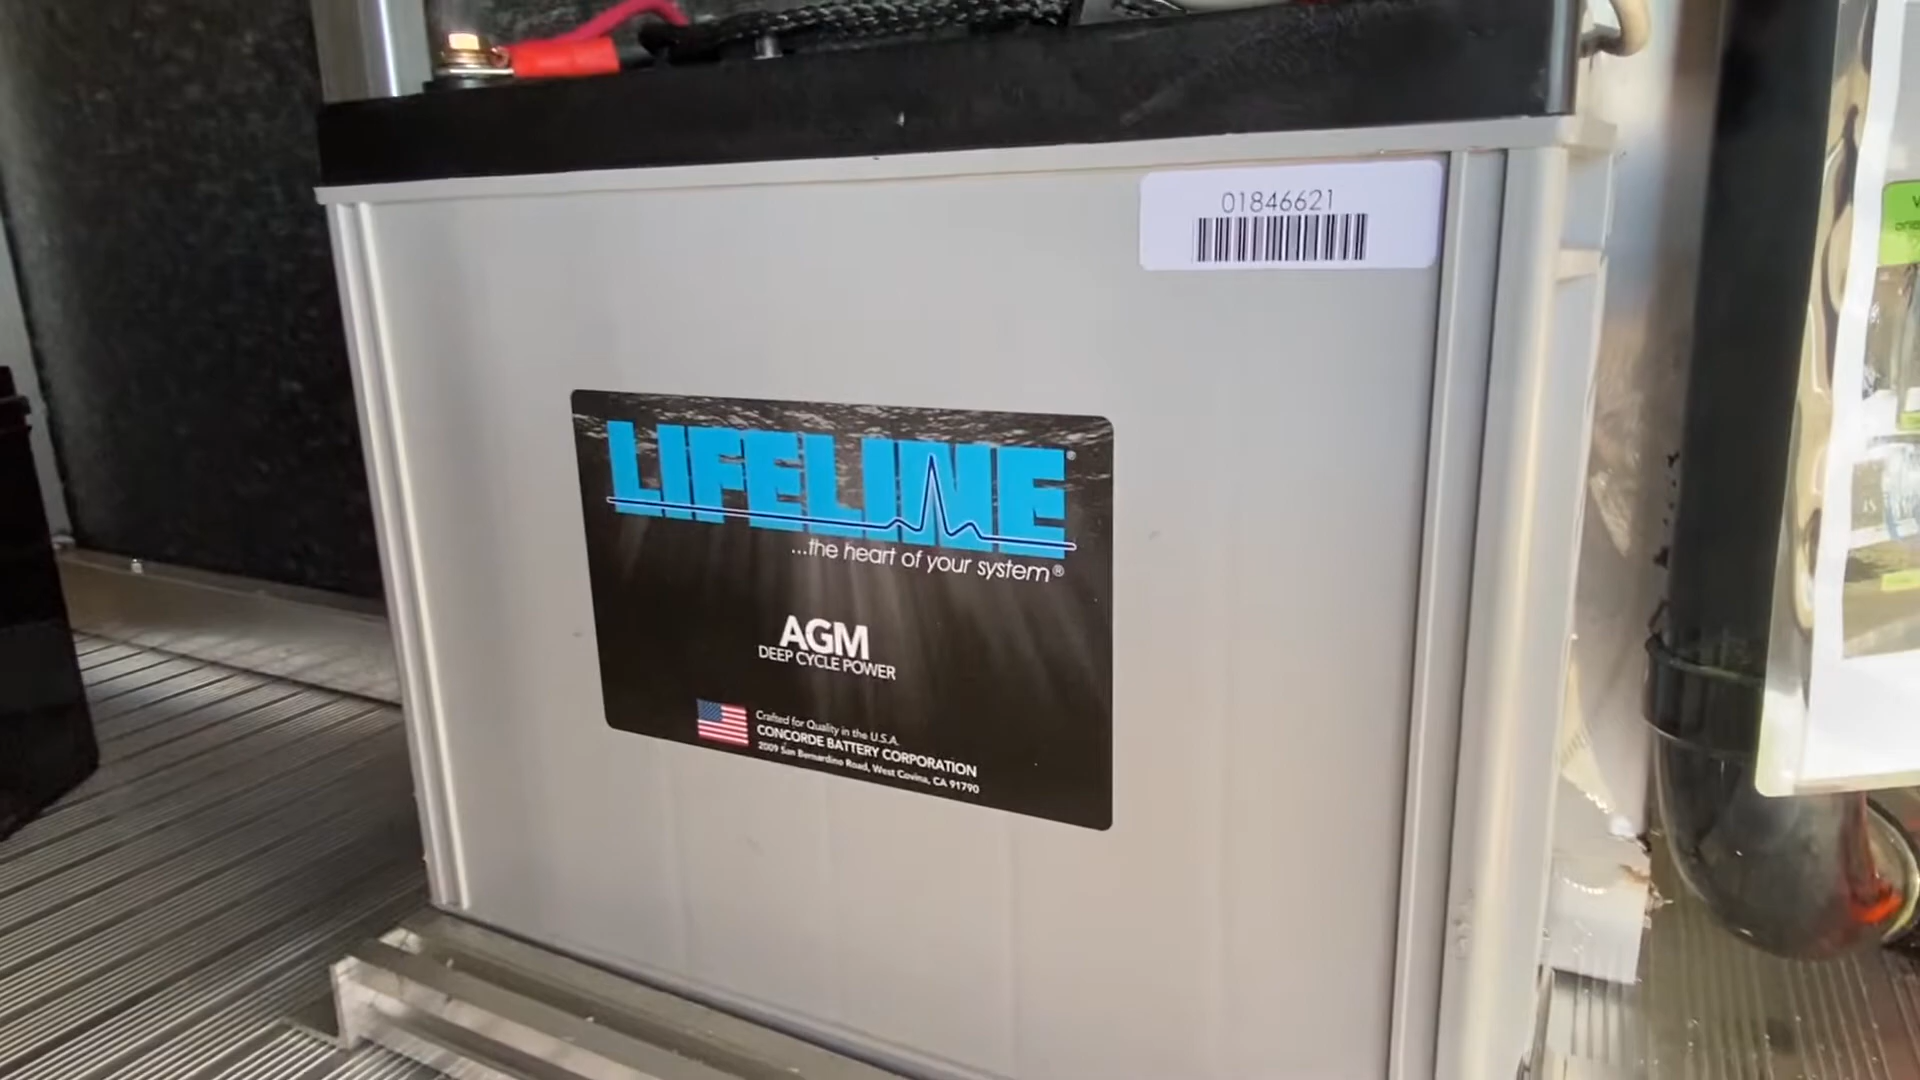 01846621
LIFELINE®
...the heart of your system®
AGM
DEEP CYCLE POWER
Crafted for Quality in the U.S.A.
CONCORDE BATTERY CORPORATION
2009 San Bernardino Road, West Covina, CA 91790